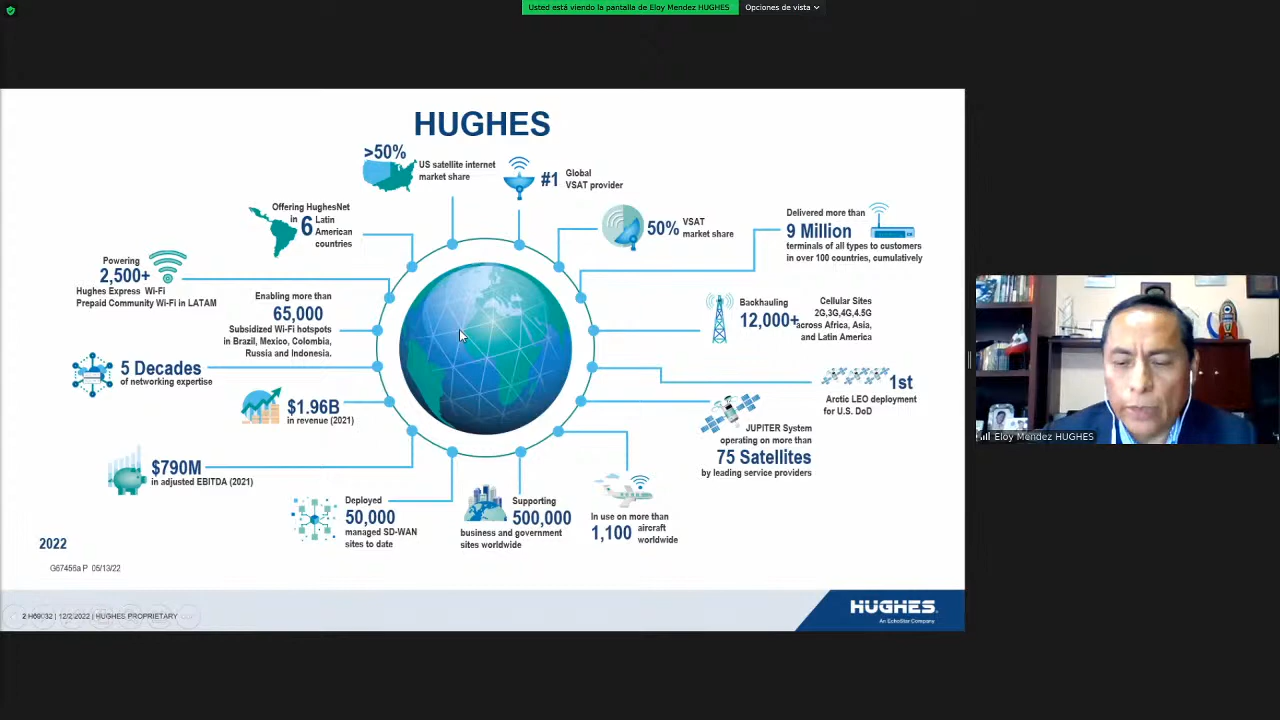 Usted está viendo la pantalla de Eloy Mendez HUGHES
Opciones de vista
HUGHES
>50%
US satellite internet
market share
#1
Global
VSAT provider
Offering HughesNet
in 6 Latin
American
countries
50%
VSAT
market share
Delivered more than
9 Million
terminals of all types to customers
in over 100 countries, cumulatively
Powering
2,500+
Hughes Express Wi-Fi
Prepaid Community Wi-Fi in LATAM
Enabling more than
65,000
Subsidized Wi-Fi hotspots
in Brazil, Mexico, Colombia,
Russia and Indonesia.
Backhauling
12,000+
Cellular Sites
2G,3G,4G,4.5G
across Africa, Asia,
and Latin America
5 Decades
of networking expertise
1st
Arctic LEO deployment
for U.S. DoD
$1.96B
in revenue (2021)
JUPITER System
operating on more than
75 Satellites
by leading service providers
$790M
in adjusted EBITDA (2021)
Deployed
50,000
managed SD-WAN
sites to date
Supporting
500,000
business and government
sites worldwide
in use on more than
1,100 aircraft
worldwide
2022
G67456a P 05/13/22
| 12/2/2022 | HUGHES PROPRIETARY
HUGHES
An EchoStar Company
Eloy Mendez HUGHES